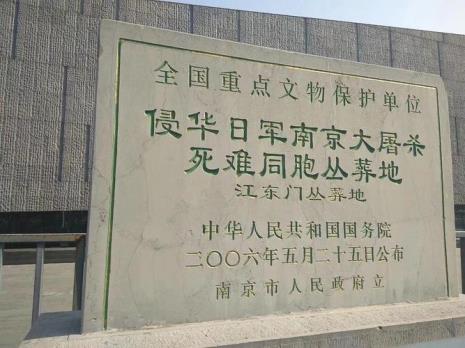 全国重点文物保护单位
侵华日军南京大屠杀
死难同胞丛葬地
江东门丛葬地
中华人民共和国国务院
二〇〇六年五月二十五日公布
南京市人民政府立